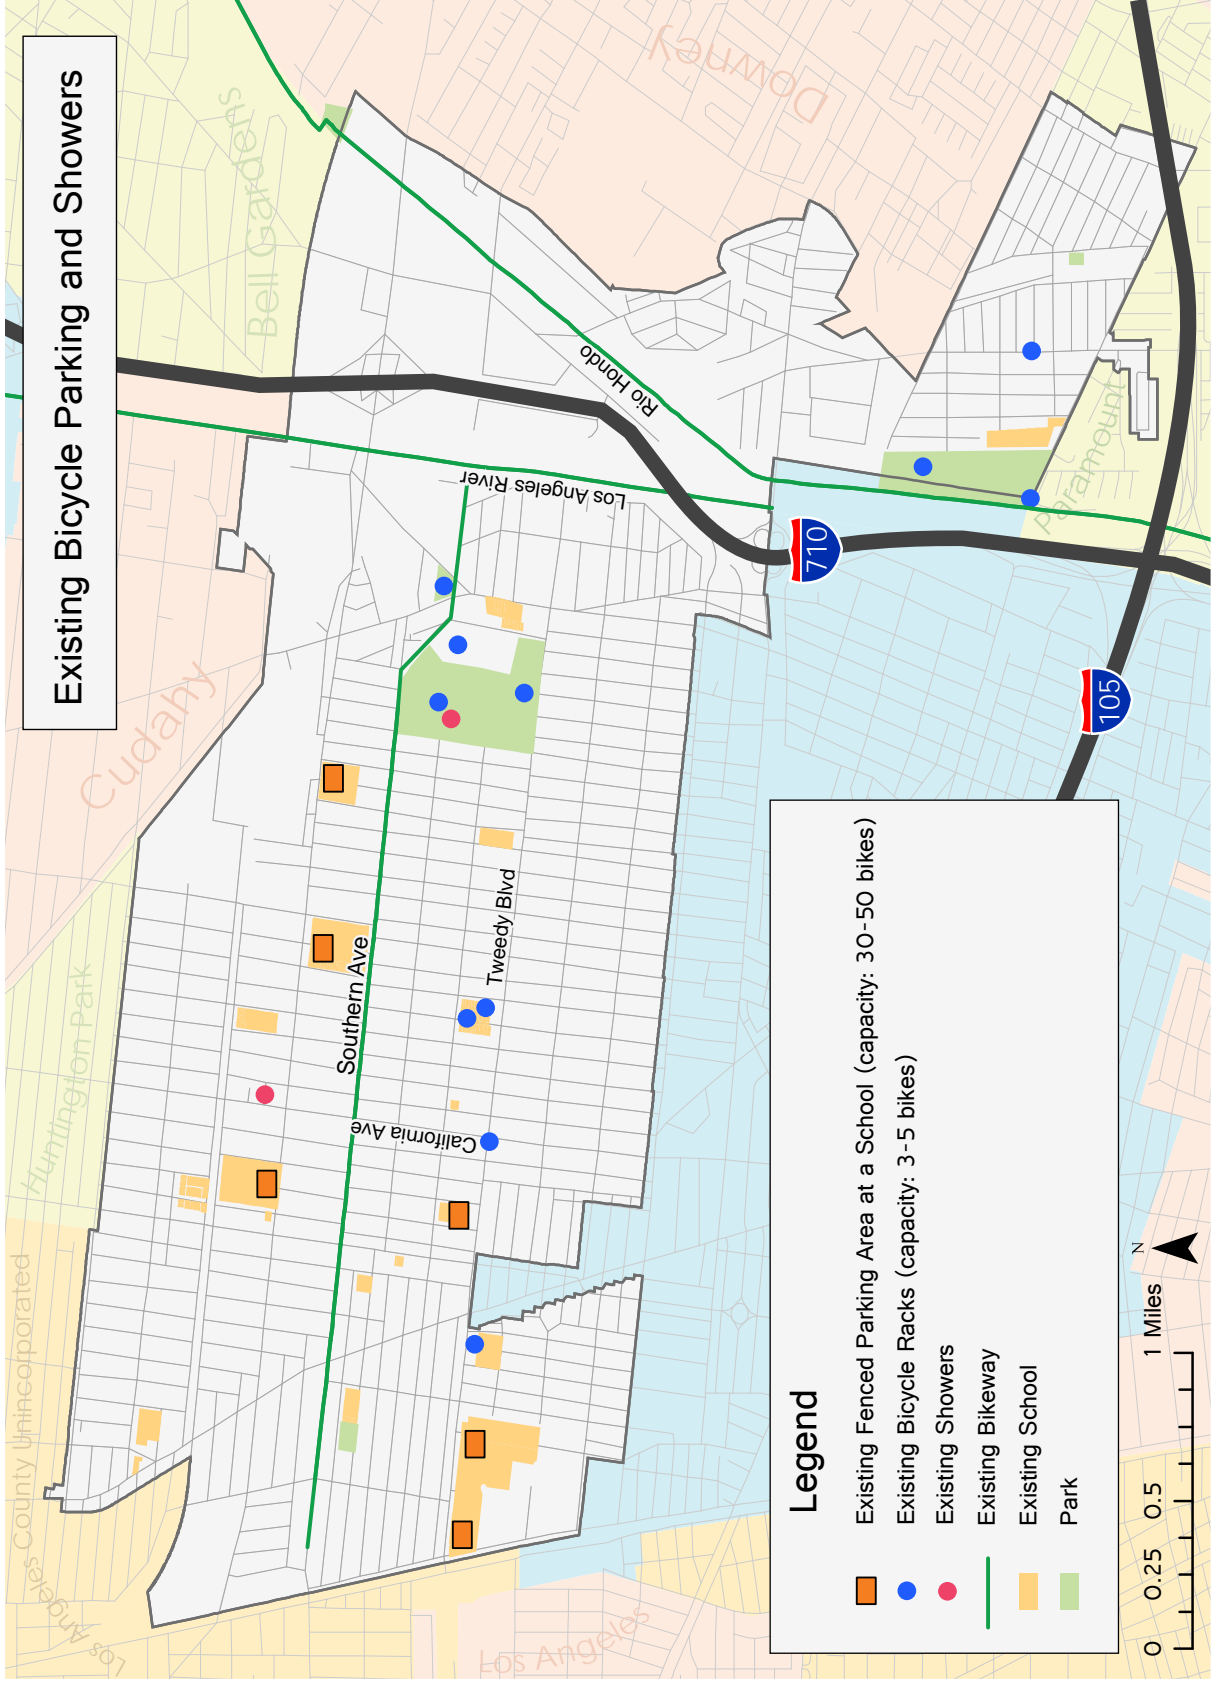 Existing Bicycle Parking and Showers
Bell Gardens
Downey
Cudahy
Huntington Park
Los Angeles County Unincorporated
Los Angeles
Paramount
Rio Hondo
Los Angeles River
Southern Ave
Tweedy Blvd
California Ave
710
105
Legend
Existing Fenced Parking Area at a School (capacity: 30-50 bikes)
Existing Bicycle Racks (capacity: 3-5 bikes)
Existing Showers
Existing Bikeway
Existing School
Park
N
0 0.25 0.5 1 Miles